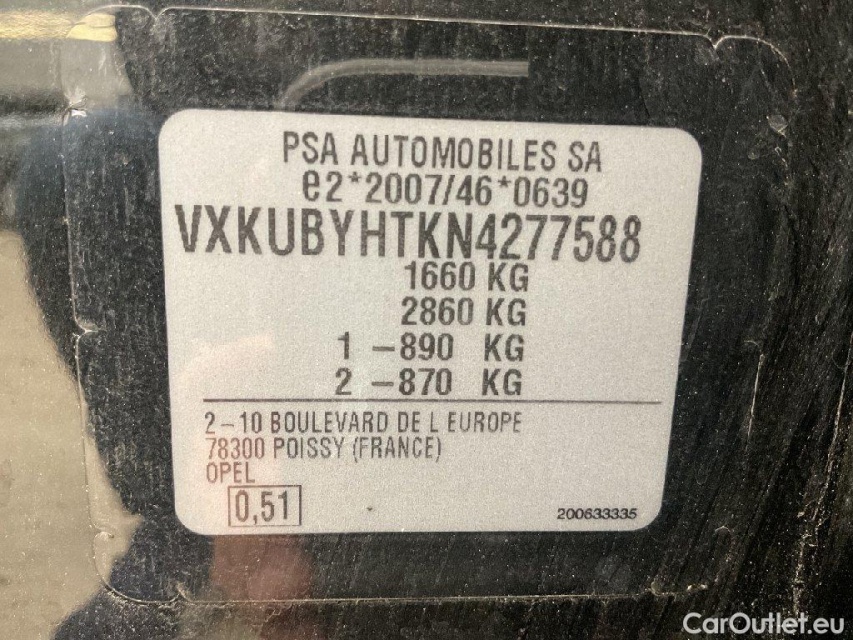 PSA AUTOMOBILES SA
e2*2007/46*0639
VXKUBYHTKN4277588
1660 KG
2860 KG
1 -890 KG
2 -870 KG
2-10 BOULEVARD DE L EUROPE
78300 POISSY (FRANCE)
OPEL
0,51
200633335
CarOutlet.eu